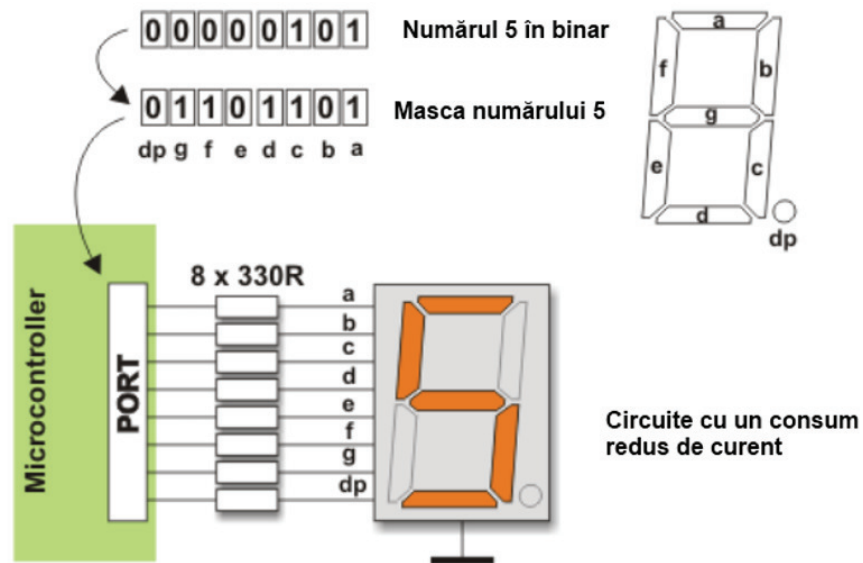 00000101 Numărul 5 în binar
01101101 Masca numărului 5
dp g f e d c b a
a
f b
g
e c
d
dp
Microcontroller
PORT
8 x 330R
a
b
c
d
e
f
g
dp
Circuite cu un consum
redus de curent